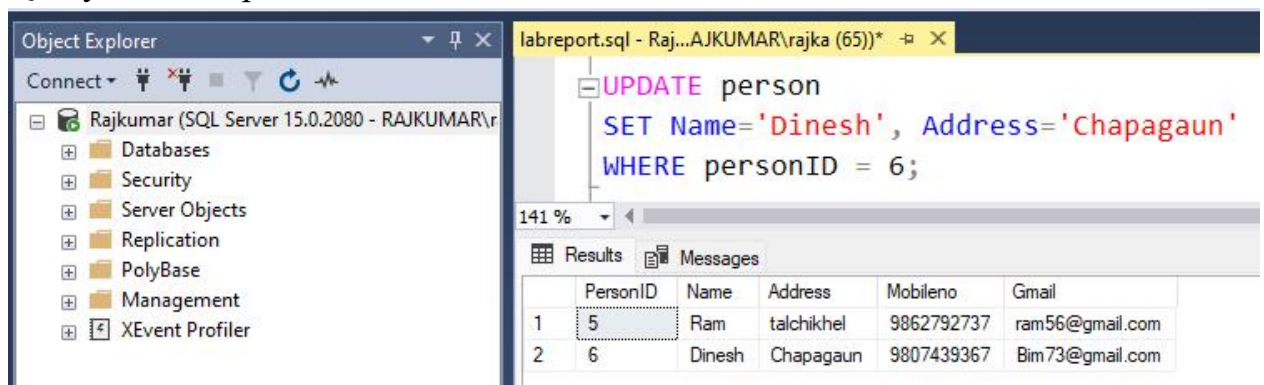 Object Explorer
Connect
Rajkumar (SQL Server 15.0.2080 - RAJKUMAR\r
Databases
Security
Server Objects
Replication
PolyBase
Management
XEvent Profiler
labreport.sql - Raj...AJKUMAR\rajka (65))*
UPDATE person
SET Name='Dinesh', Address='Chapagaun'
WHERE personID = 6;
141 %
Results Messages
PersonID Name Address Mobileno Gmail
1 5 Ram talchikhel 9862792737 ram56@gmail.com
2 6 Dinesh Chapagaun 9807439367 Bim73@gmail.com